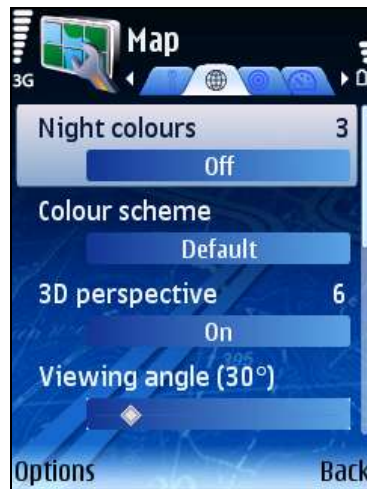 Map
3G
Night colours 3
Off
Colour scheme
Default
3D perspective 6
On
Viewing angle (30°)
Options Back